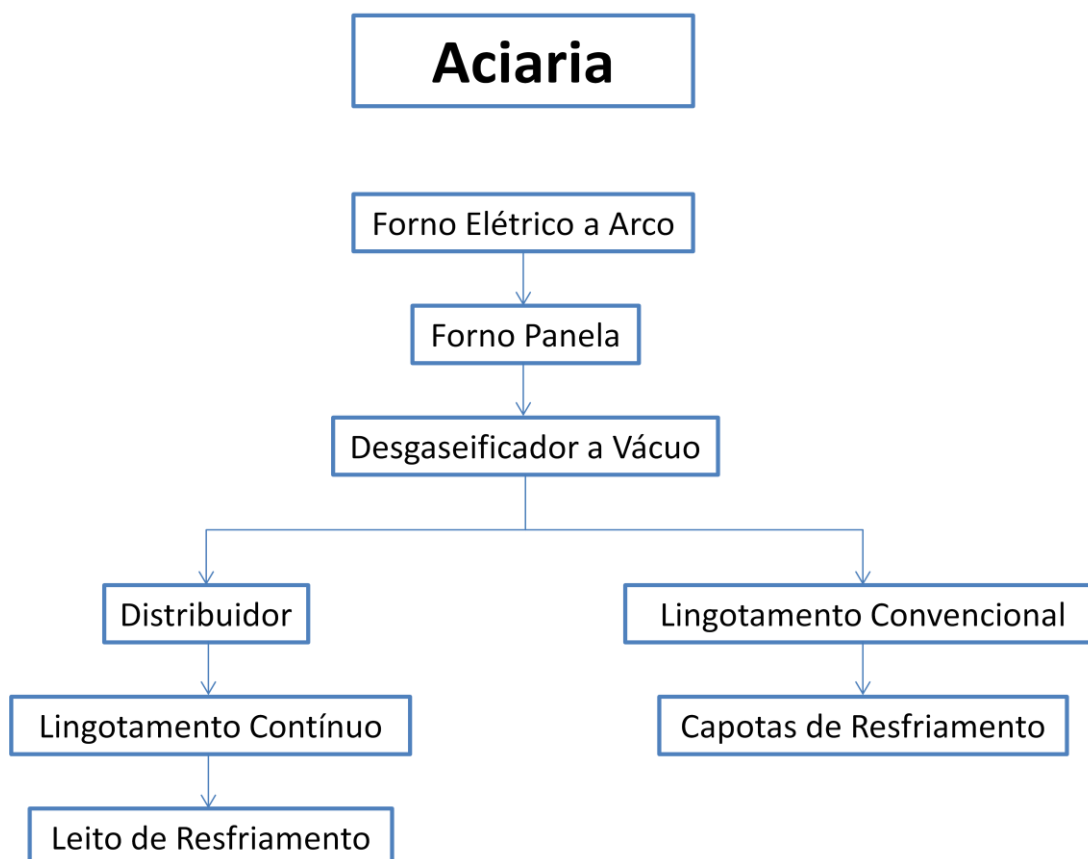 Aciaria
Forno Elétrico a Arco
Forno Panela
Desgaseificador a Vácuo
Distribuidor
Lingotamento Convencional
Lingotamento Contínuo
Capotas de Resfriamento
Leito de Resfriamento